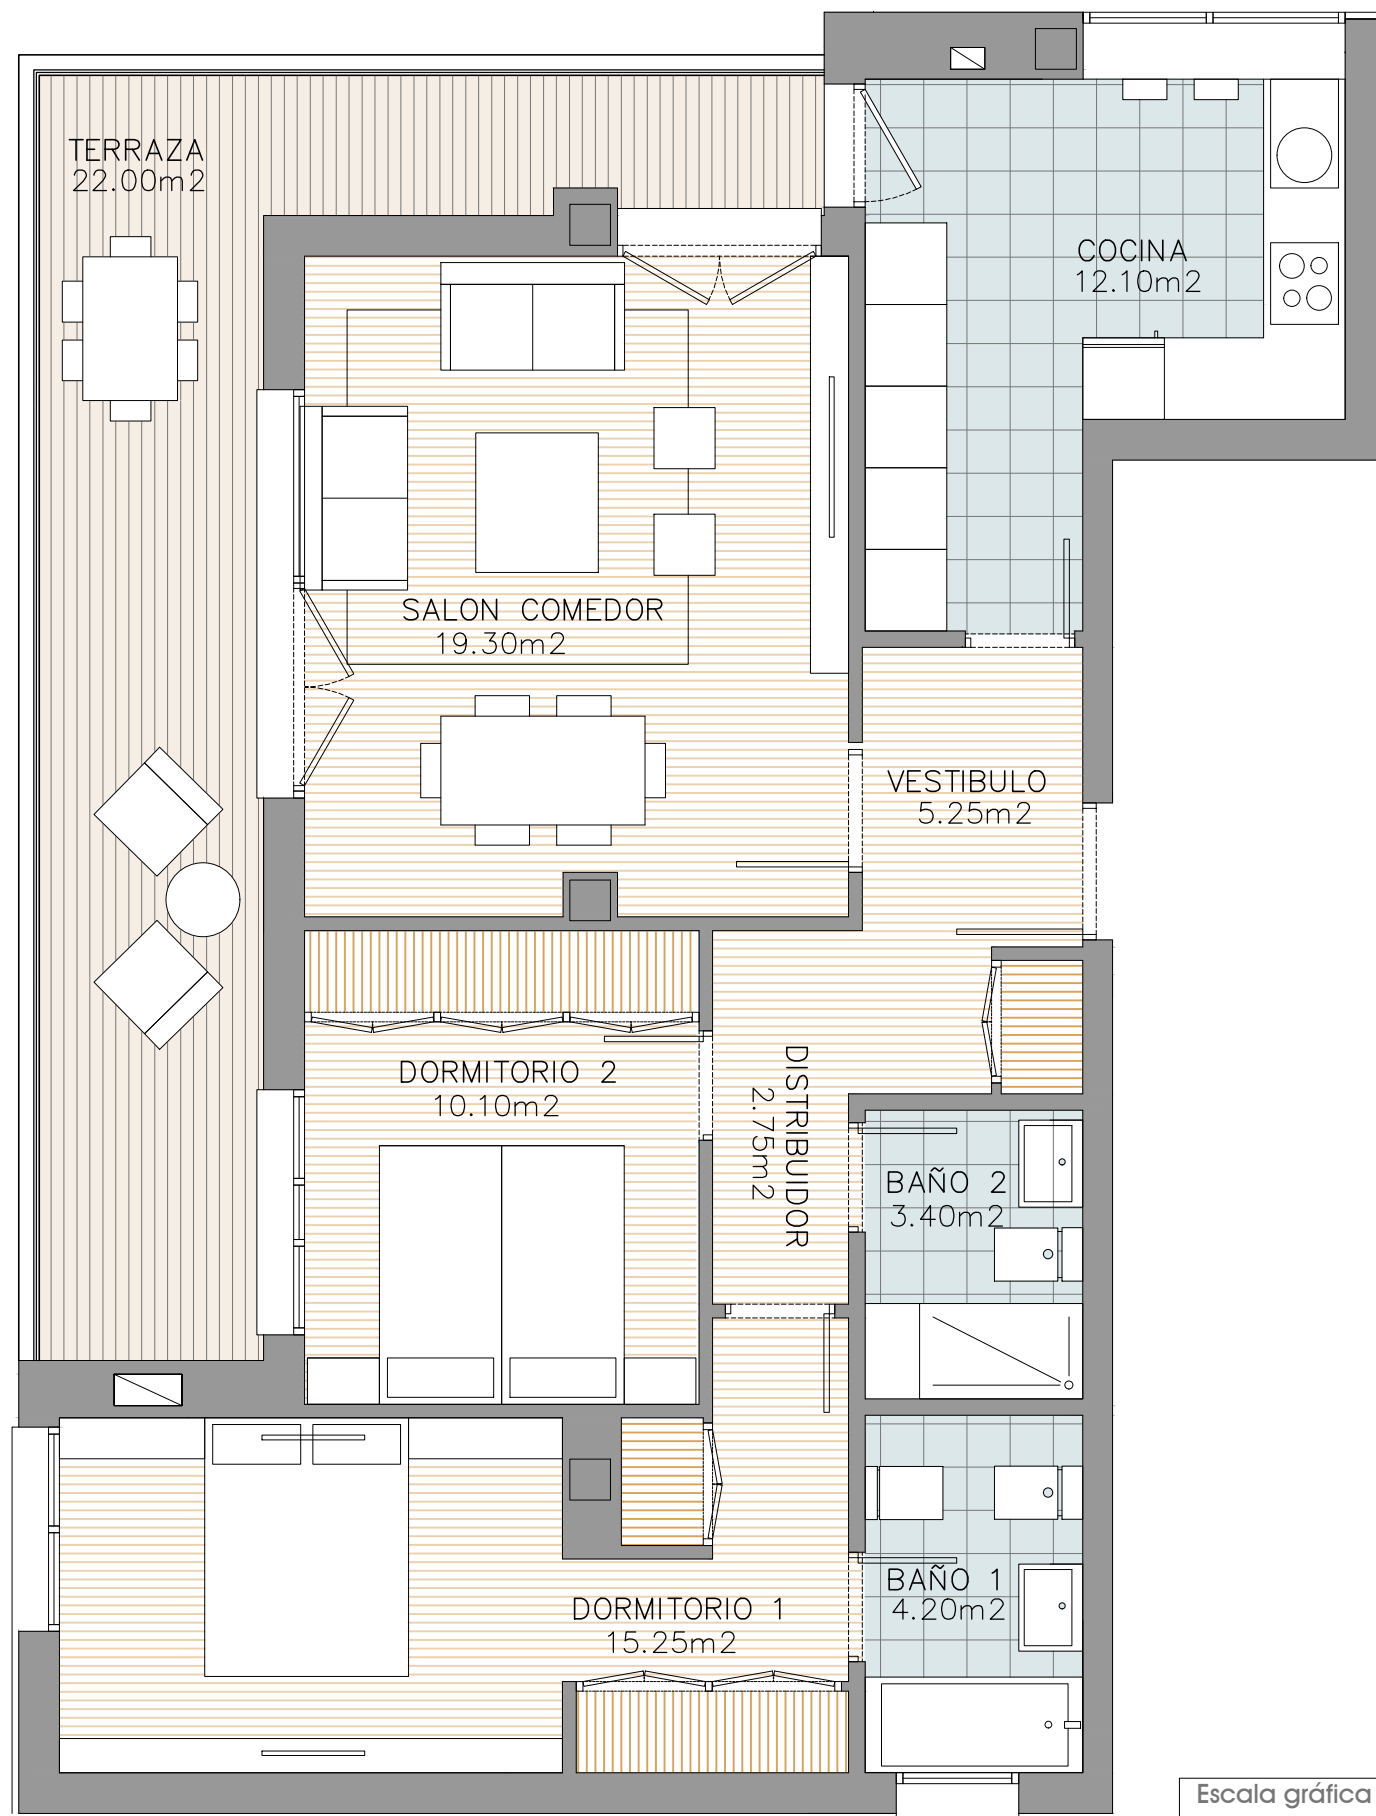 TERRAZA
22.00m2
COCINA
12.10m2
SALON COMEDOR
19.30m2
VESTIBULO
5.25m2
DORMITORIO 2
10.10m2
DISTRIBUIDOR
2.75m2
BAÑO 2
3.40m2
BAÑO 1
4.20m2
DORMITORIO 1
15.25m2
Escala gráfica